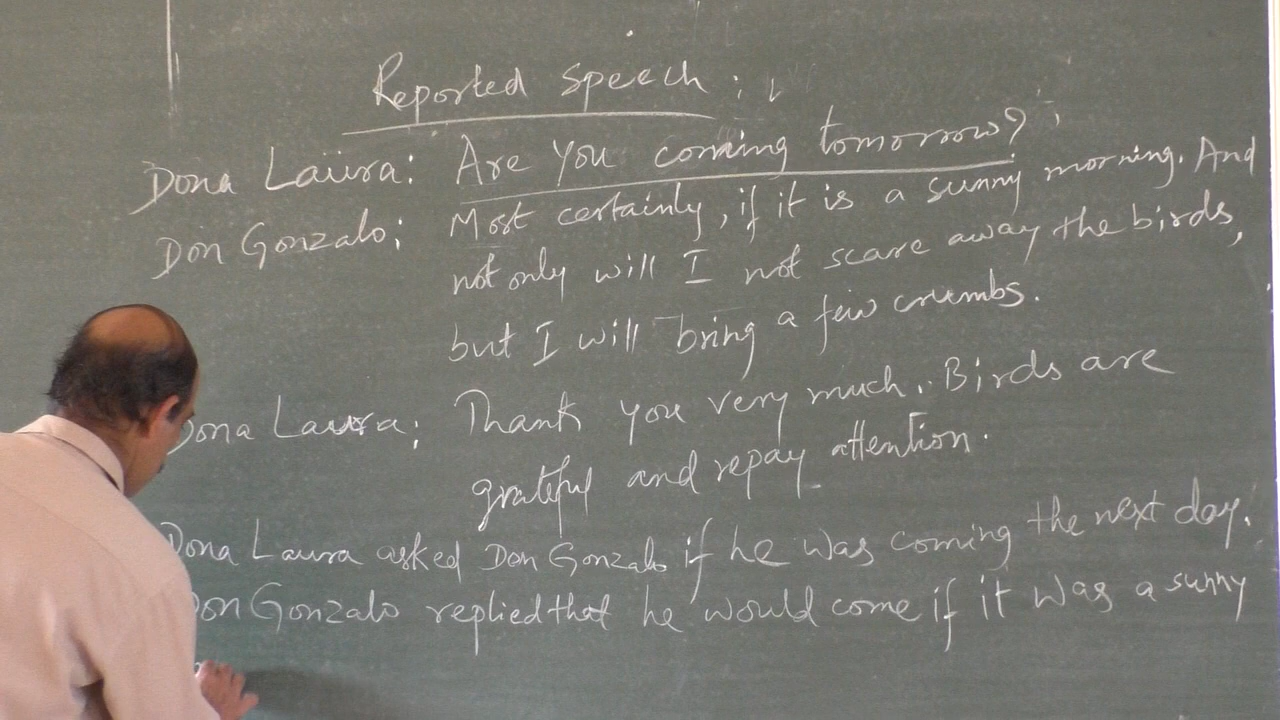 Reported Speech :
Dona Laura: Are you coming tomorrow?
Don Gonzalo: Most certainly, if it is a sunny morning. And
not only will I not scare away the birds,
but I will bring a few crumbs.
Dona Laura: Thank you very much. Birds are
grateful and repay attention.
Dona Laura asked Don Gonzalo if he was coming the next day.
Don Gonzalo replied that he would come if it was a sunny